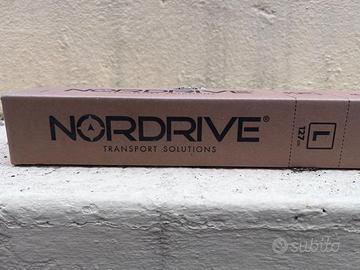 NORDRIVE®
TRANSPORT SOLUTIONS
L
127 cm
subito